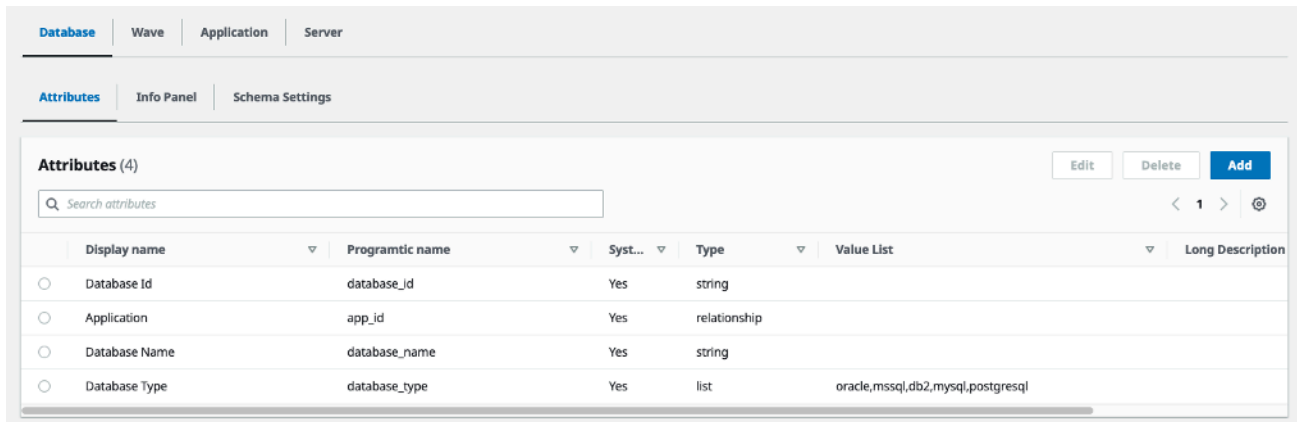 Database Wave Application Server
Attributes Info Panel Schema Settings
Attributes (4) Edit Delete Add
Search attributes 1
Display name Programtic name Syst... Type Value List Long Description
Database Id database_id Yes string
Application app_id Yes relationship
Database Name database_name Yes string
Database Type database_type Yes list oracle,mssql,db2,mysql,postgresql